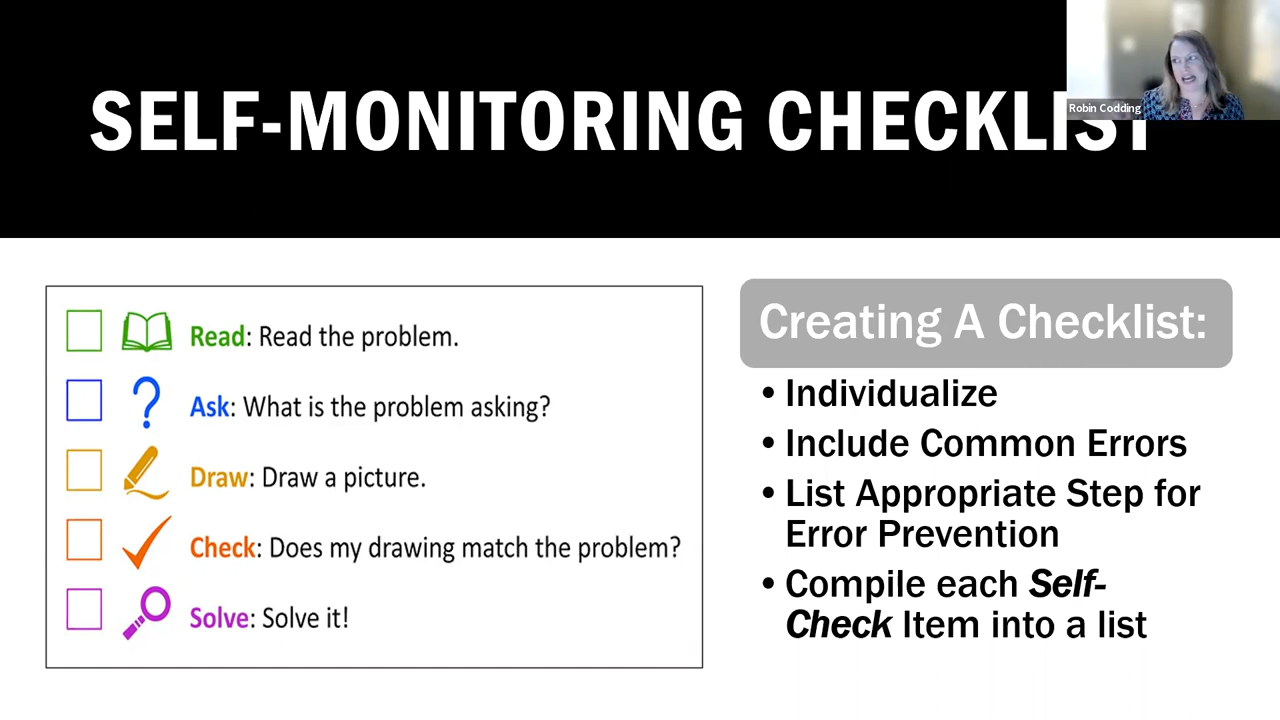 SELF-MONITORING CHECKLIST
Robin Codding
Read: Read the problem.
Ask: What is the problem asking?
Draw: Draw a picture.
Check: Does my drawing match the problem?
Solve: Solve it!
Creating A Checklist:
• Individualize
• Include Common Errors
• List Appropriate Step for
Error Prevention
• Compile each Self-
Check Item into a list